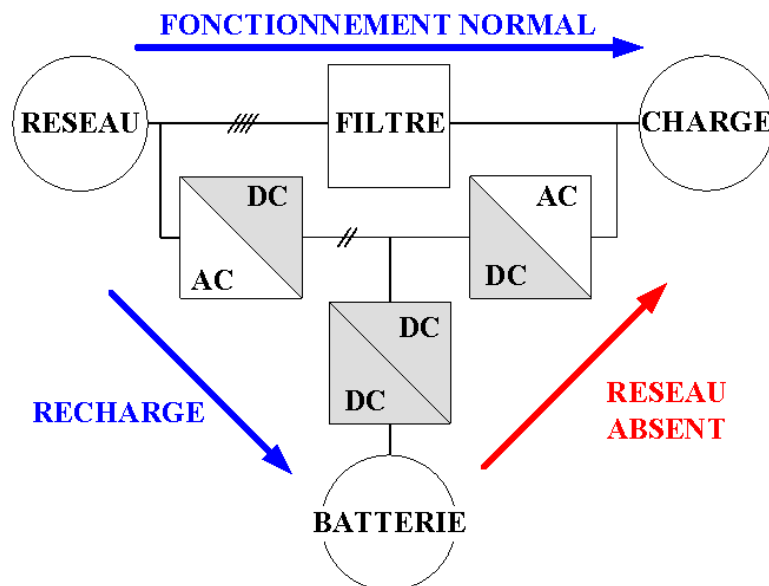 FONCTIONNEMENT NORMAL
RESEAU
FILTRE
CHARGE
DC
AC
AC
DC
DC
DC
RECHARGE
RESEAU
ABSENT
BATTERIE